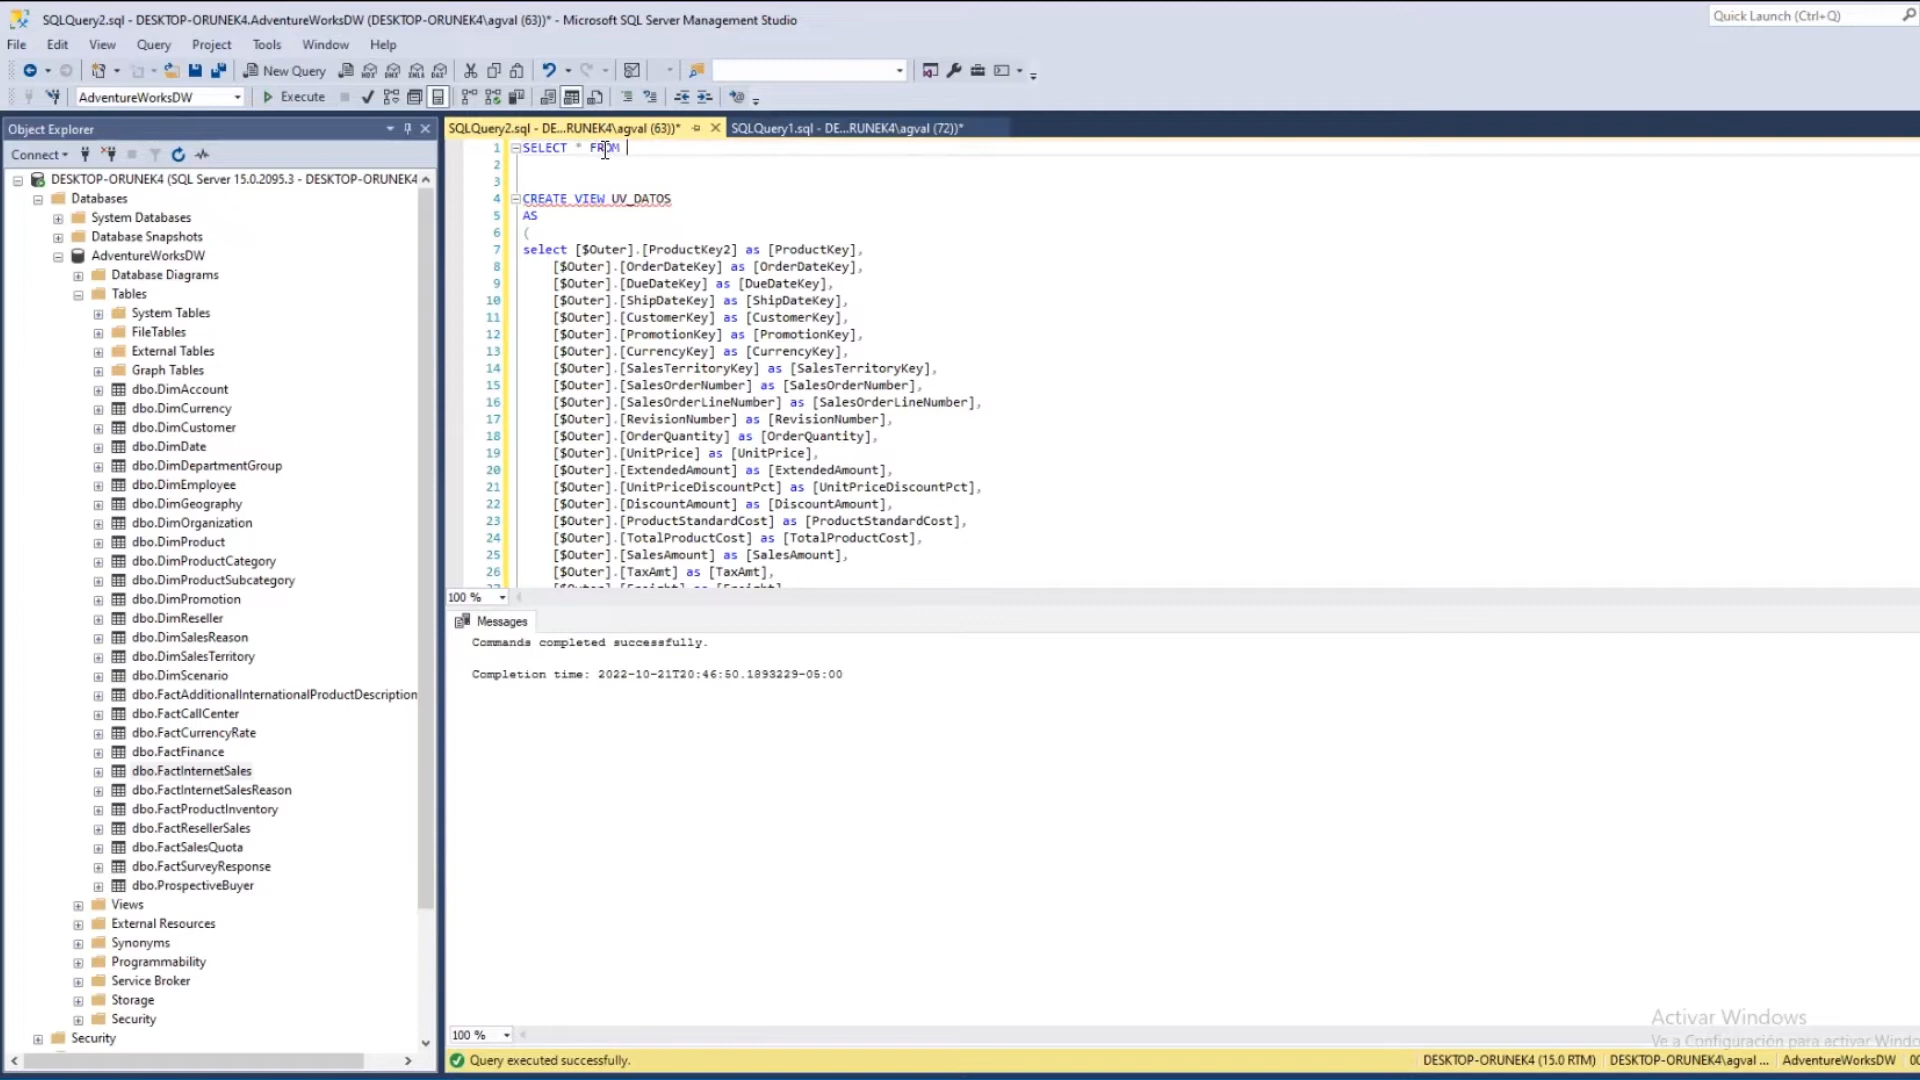 SQLQuery2.sql - DESKTOP-ORUNEK4.AdventureWorksDW (DESKTOP-ORUNEK4\agval (63))* - Microsoft SQL Server Management Studio
Quick Launch (Ctrl+Q)
File Edit View Query Project Tools Window Help
New Query
AdventureWorksDW
Execute
Object Explorer
Connect
DESKTOP-ORUNEK4 (SQL Server 15.0.2095.3 - DESKTOP-ORUNEK4
Databases
System Databases
Database Snapshots
AdventureWorksDW
Database Diagrams
Tables
System Tables
FileTables
External Tables
Graph Tables
dbo.DimAccount
dbo.DimCurrency
dbo.DimCustomer
dbo.DimDate
dbo.DimDepartmentGroup
dbo.DimEmployee
dbo.DimGeography
dbo.DimOrganization
dbo.DimProduct
dbo.DimProductCategory
dbo.DimProductSubcategory
dbo.DimPromotion
dbo.DimReseller
dbo.DimSalesReason
dbo.DimSalesTerritory
dbo.DimScenario
dbo.FactAdditionalInternationalProductDescription
dbo.FactCallCenter
dbo.FactCurrencyRate
dbo.FactFinance
dbo.FactInternetSales
dbo.FactInternetSalesReason
dbo.FactProductInventory
dbo.FactResellerSales
dbo.FactSalesQuota
dbo.FactSurveyResponse
dbo.ProspectiveBuyer
Views
External Resources
Synonyms
Programmability
Service Broker
Storage
Security
Security
SQLQuery2.sql - DE...RUNEK4\agval (63))* SQLQuery1.sql - DE...RUNEK4\agval (72))*
1 SELECT * FROM
2
3
4 CREATE VIEW UV_DATOS
5 AS
6 (
7 select [$Outer].[ProductKey2] as [ProductKey],
8 [$Outer].[OrderDateKey] as [OrderDateKey],
9 [$Outer].[DueDateKey] as [DueDateKey],
10 [$Outer].[ShipDateKey] as [ShipDateKey],
11 [$Outer].[CustomerKey] as [CustomerKey],
12 [$Outer].[PromotionKey] as [PromotionKey],
13 [$Outer].[CurrencyKey] as [CurrencyKey],
14 [$Outer].[SalesTerritoryKey] as [SalesTerritoryKey],
15 [$Outer].[SalesOrderNumber] as [SalesOrderNumber],
16 [$Outer].[SalesOrderLineNumber] as [SalesOrderLineNumber],
17 [$Outer].[RevisionNumber] as [RevisionNumber],
18 [$Outer].[OrderQuantity] as [OrderQuantity],
19 [$Outer].[UnitPrice] as [UnitPrice],
20 [$Outer].[ExtendedAmount] as [ExtendedAmount],
21 [$Outer].[UnitPriceDiscountPct] as [UnitPriceDiscountPct],
22 [$Outer].[DiscountAmount] as [DiscountAmount],
23 [$Outer].[ProductStandardCost] as [ProductStandardCost],
24 [$Outer].[TotalProductCost] as [TotalProductCost],
25 [$Outer].[SalesAmount] as [SalesAmount],
26 [$Outer].[TaxAmt] as [TaxAmt],
100 %
Messages
Commands completed successfully.
Completion time: 2022-10-21T20:46:50.1893229-05:00
100 %
Activar Windows
Ve a Configuración para activar Windo
Query executed successfully.
DESKTOP-ORUNEK4 (15.0 RTM) DESKTOP-ORUNEK4\agval ... AdventureWorksDW 00